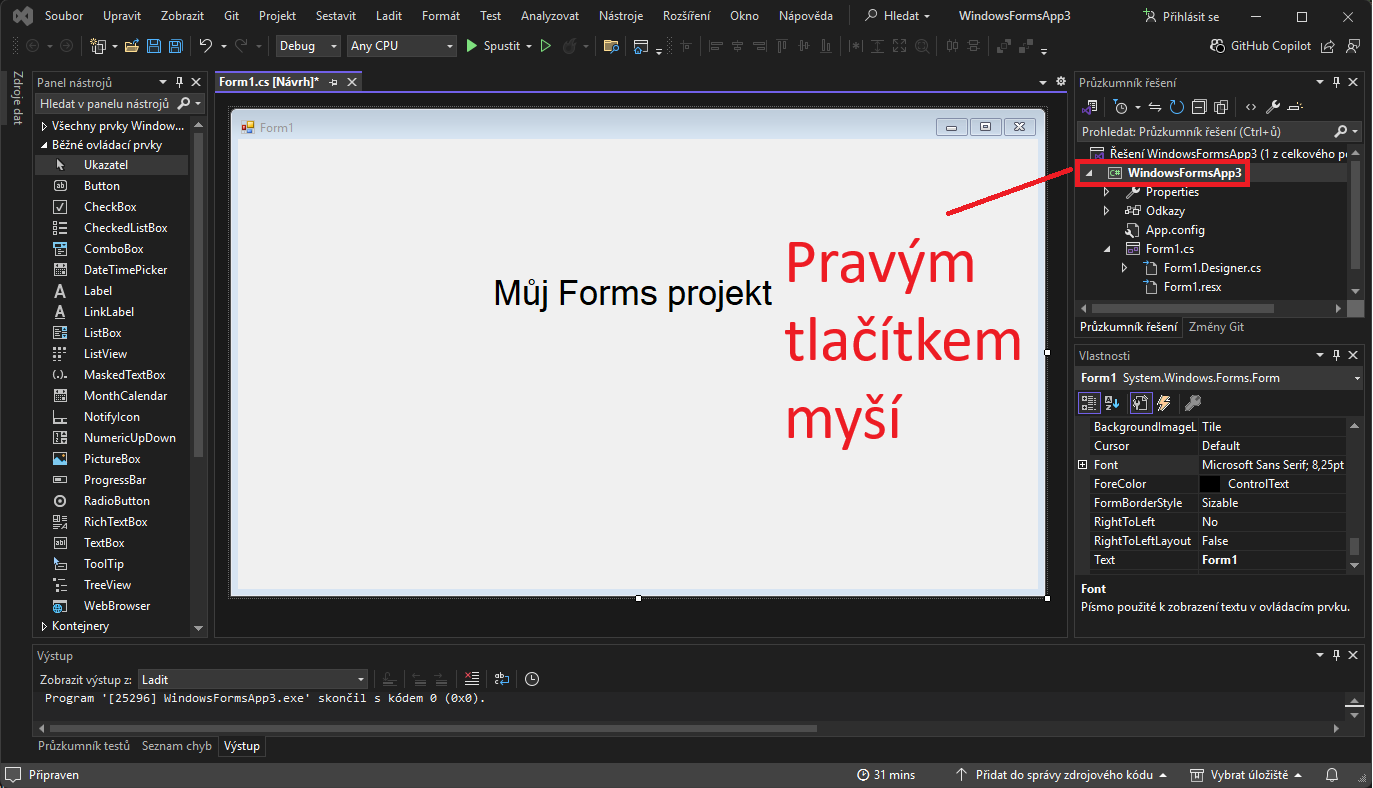 Soubor Upravit Zobrazit Git Projekt Sestavit Ladit Formát Test Analyzovat Nástroje Rozšíření Okno Nápověda Hledat WindowsFormsApp3 Přihlásit se
Debug Any CPU Spustit GitHub Copilot
Zdroje dat
Panel nástrojů
Hledat v panelu nástrojů
Všechny prvky Window...
Běžné ovládací prvky
Ukazatel
Button
CheckBox
CheckedListBox
ComboBox
DateTimePicker
Label
LinkLabel
ListBox
ListView
MaskedTextBox
MonthCalendar
NotifyIcon
NumericUpDown
PictureBox
ProgressBar
RadioButton
RichTextBox
TextBox
ToolTip
TreeView
WebBrowser
Kontejnery
Form1.cs [Návrh]*
Form1
Můj Forms projekt
Pravým
tlačítkem
myší
Průzkumník řešení
Prohledat: Průzkumník řešení (Ctrl+ů)
Řešení WindowsFormsApp3 (1 z celkového po
WindowsFormsApp3
Properties
Odkazy
App.config
Form1.cs
Form1.Designer.cs
Form1.resx
Průzkumník řešení Změny Git
Vlastnosti
Form1 System.Windows.Forms.Form
BackgroundImageL Tile
Cursor Default
Font Microsoft Sans Serif; 8,25pt
ForeColor ControlText
FormBorderStyle Sizable
RightToLeft No
RightToLeftLayout False
Text Form1
Font
Písmo použité k zobrazení textu v ovládacím prvku.
Výstup
Zobrazit výstup z: Ladit
Program '[25296] WindowsFormsApp3.exe' skončil s kódem 0 (0x0).
Průzkumník testů Seznam chyb Výstup
Připraven 31 mins Přidat do správy zdrojového kódu Vybrat úložiště